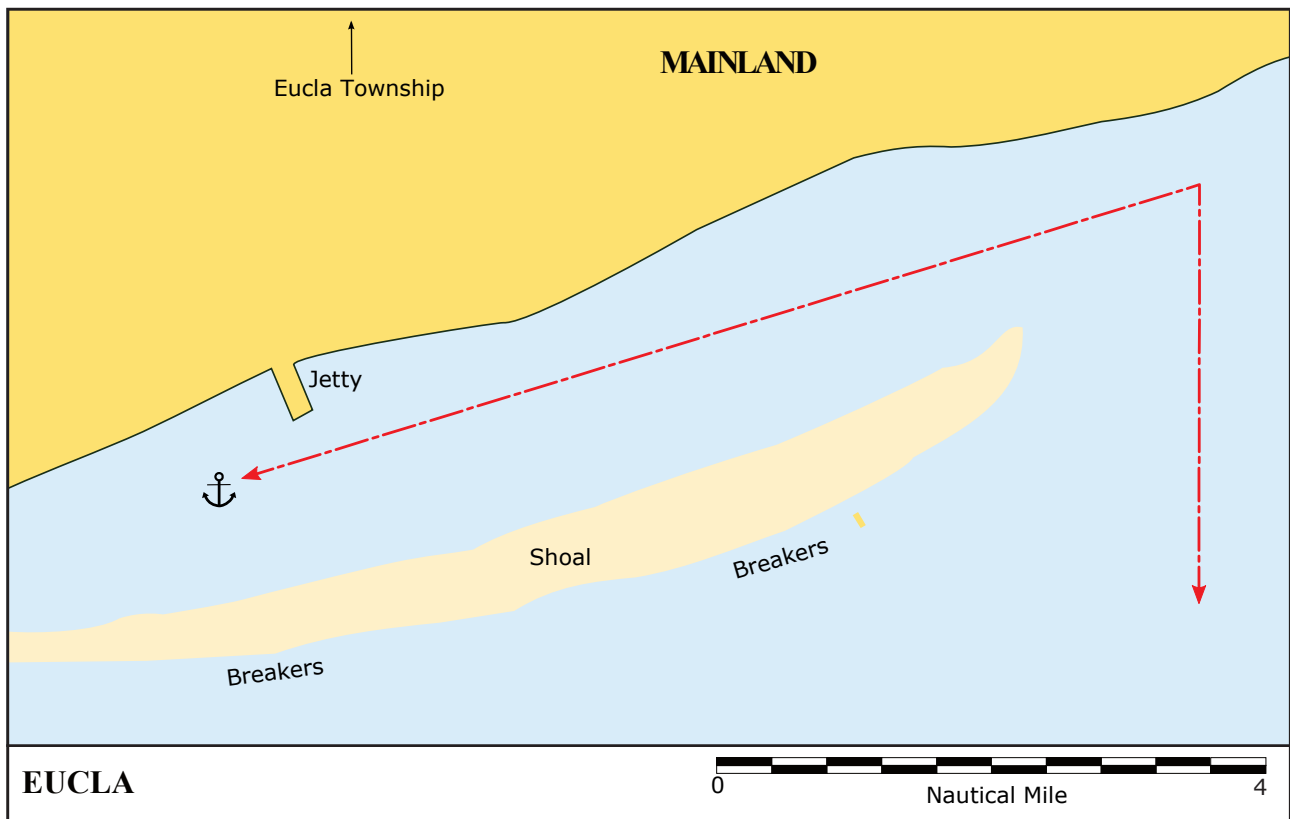 MAINLAND
Eucla Township
Jetty
Shoal
Breakers
Breakers
EUCLA
0
4
Nautical Mile